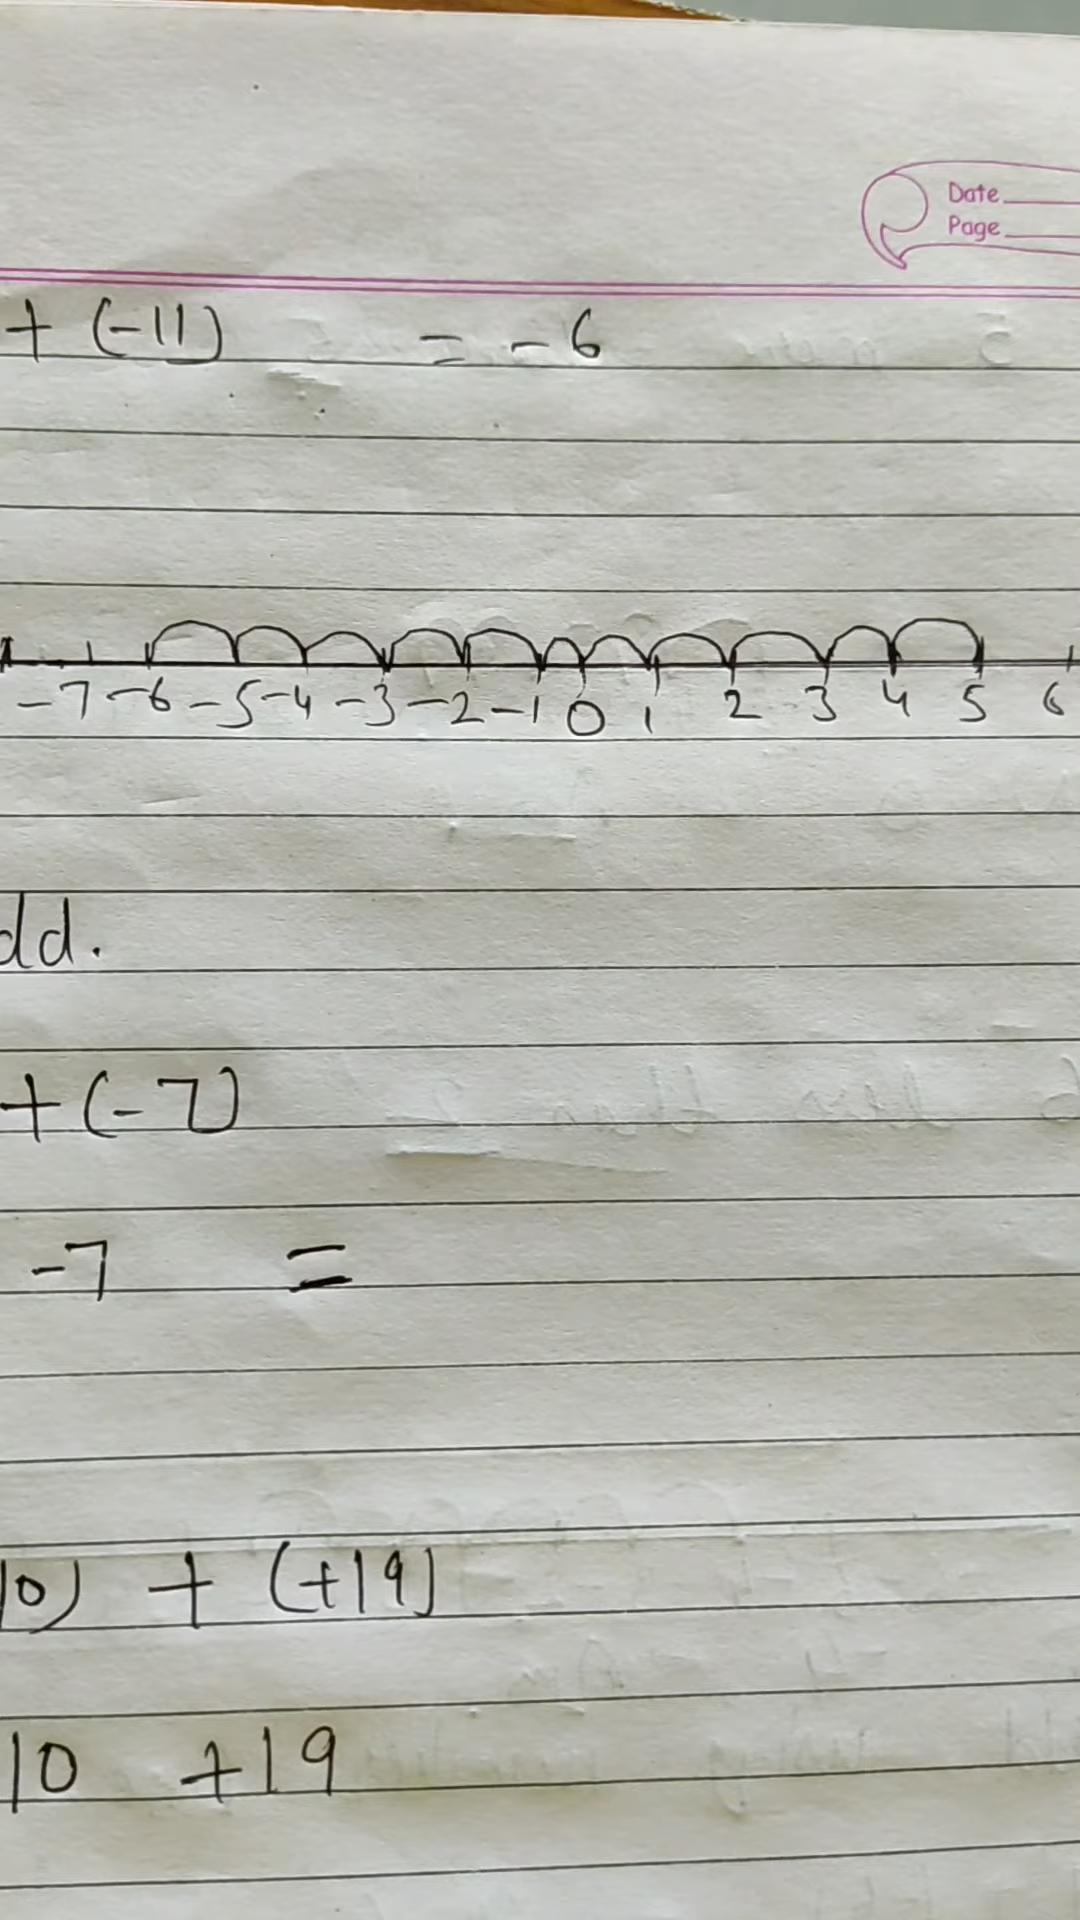 Date
Page
+ (-11) = -6
-7 -6 -5 -4 -3 -2 -1 0 1 2 3 4 5 6
dd.
+ (-7)
-7 =
10) + (+19)
10 +19